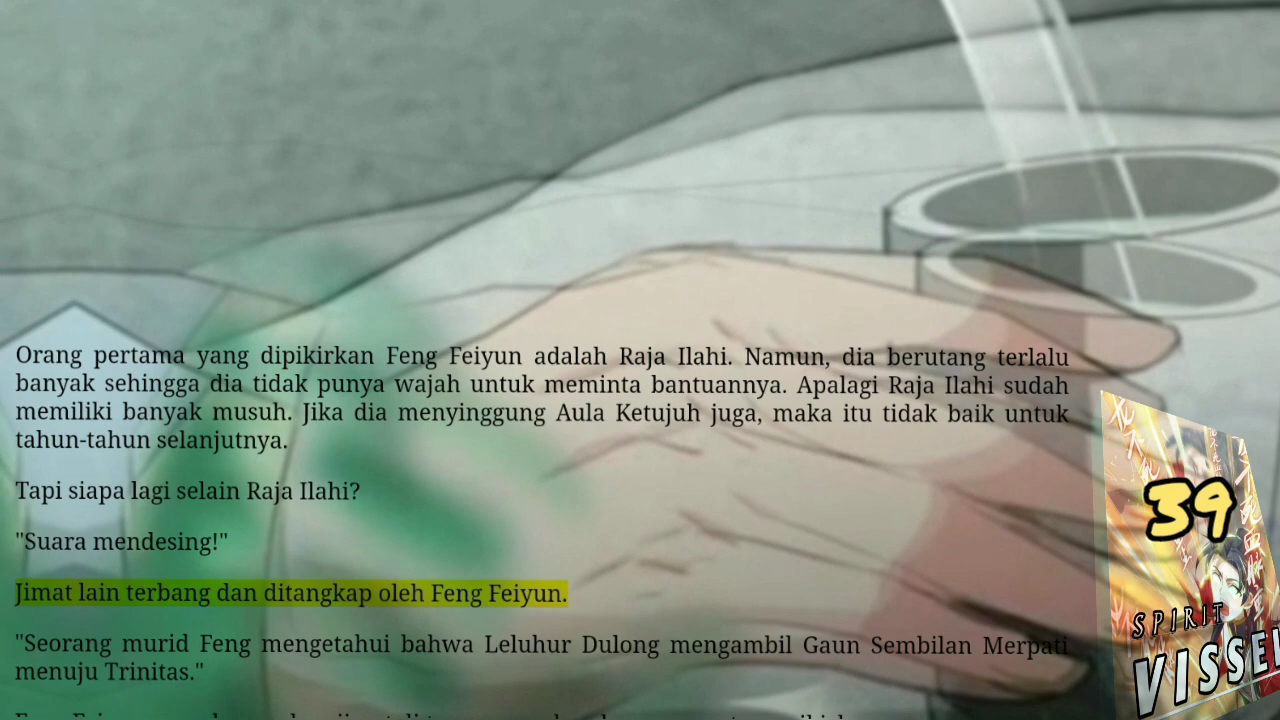 Orang pertama yang dipikirkan Feng Feiyun adalah Raja Ilahi. Namun, dia berutang terlalu
banyak sehingga dia tidak punya wajah untuk meminta bantuannya. Apalagi Raja Ilahi sudah
memiliki banyak musuh. Jika dia menyinggung Aula Ketujuh juga, maka itu tidak baik untuk
tahun-tahun selanjutnya.
Tapi siapa lagi selain Raja Ilahi?
"Suara mendesing!"
Jimat lain terbang dan ditangkap oleh Feng Feiyun.
"Seorang murid Feng mengetahui bahwa Leluhur Dulong mengambil Gaun Sembilan Merpati
menuju Trinitas."
39
SPIRIT
VISSEL